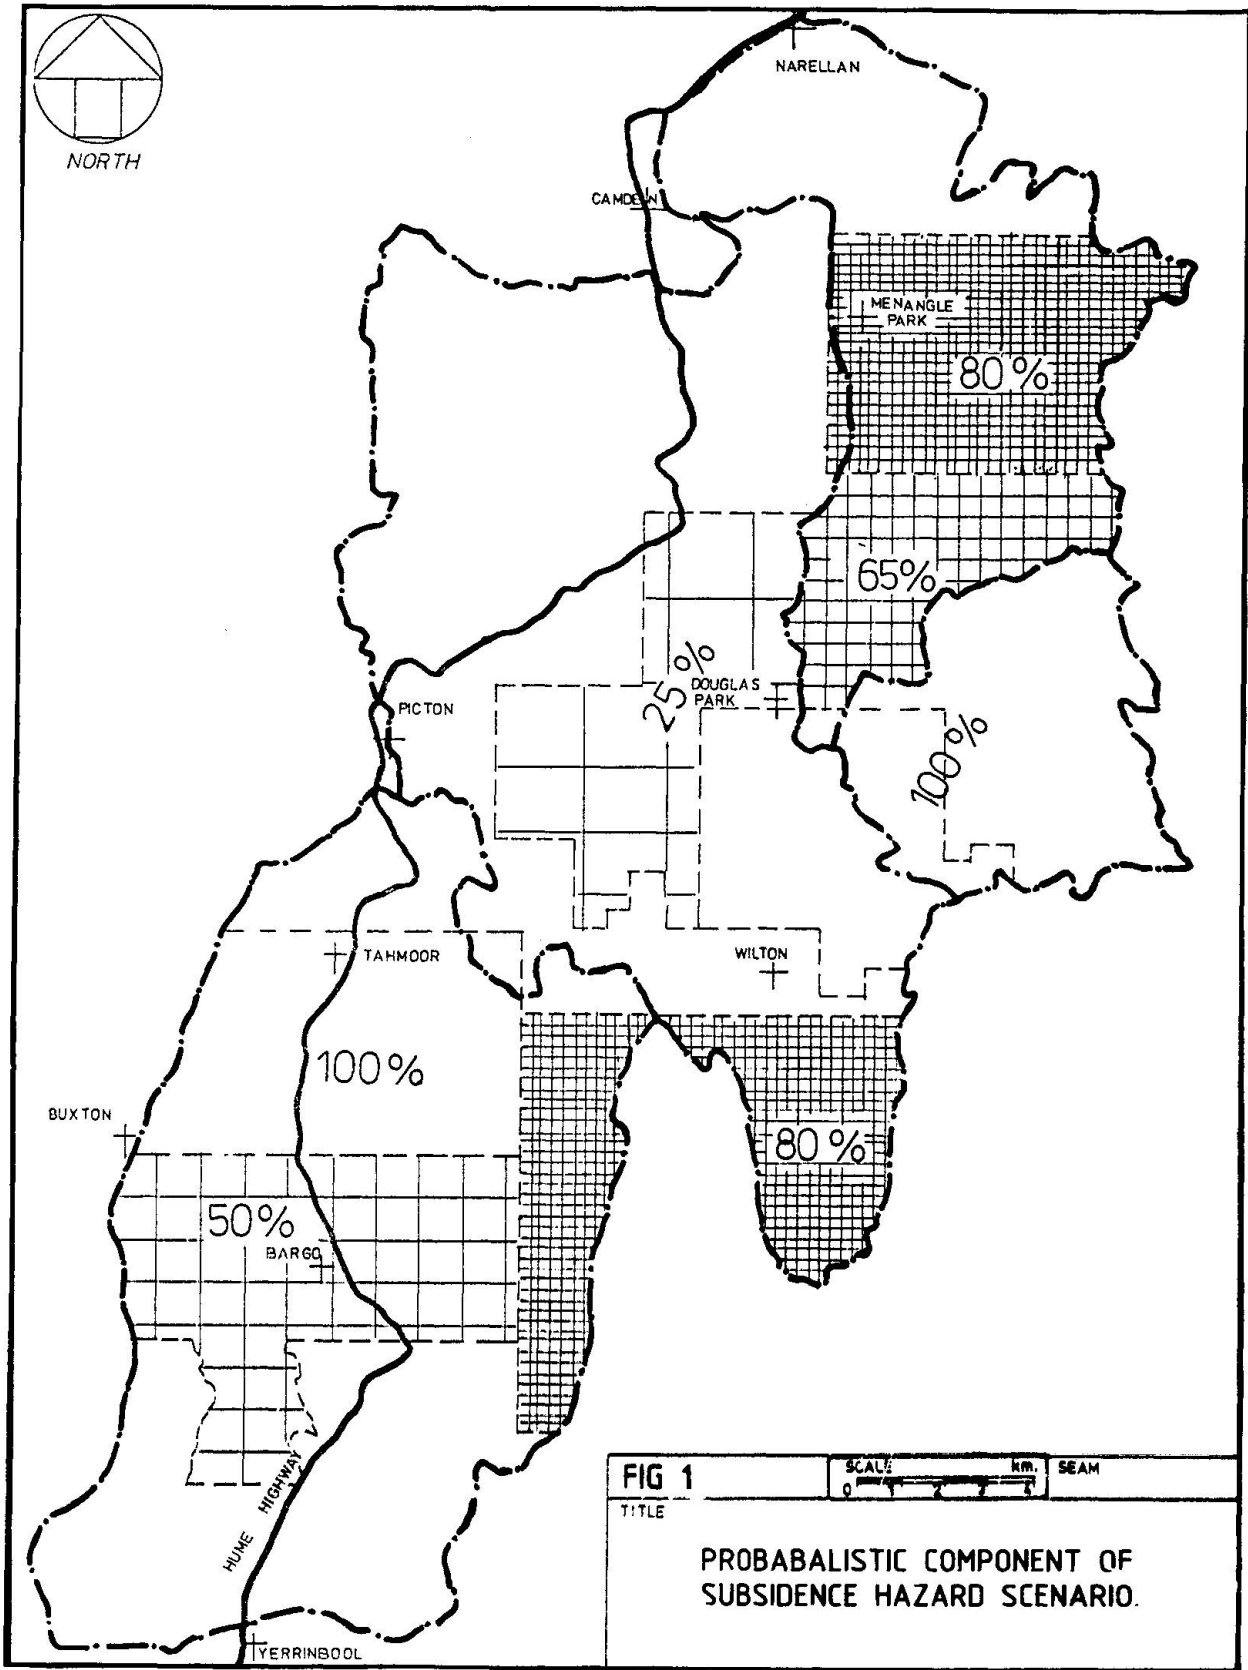 NORTH
NARELLAN
CAMDEN
MENANGLE
PARK
80%
65%
25%
DOUGLAS
PARK
PICTON
100%
TAHMOOR
WILTON
100%
BUXTON
80%
50%
BARGO
HUME HIGHWAY
YERRINBOOL
FIG 1
SCALE km.
0 1 2 3 4
SEAM
TITLE
PROBABALISTIC COMPONENT OF
SUBSIDENCE HAZARD SCENARIO.